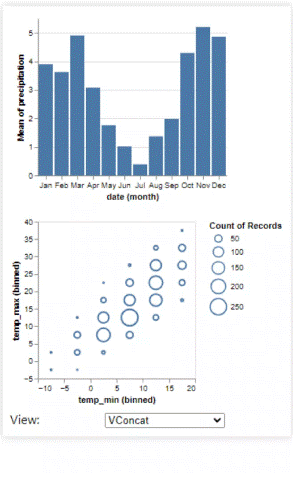 Mean of precipitation
5
4
3
2
1
0
Jan Feb Mar Apr May Jun Jul Aug Sep Oct Nov Dec
date (month)
temp_max (binned)
40
35
30
25
20
15
10
5
0
−5
−10 −5 0 5 10 15 20
temp_min (binned)
Count of Records
50
100
150
200
250
View: VConcat